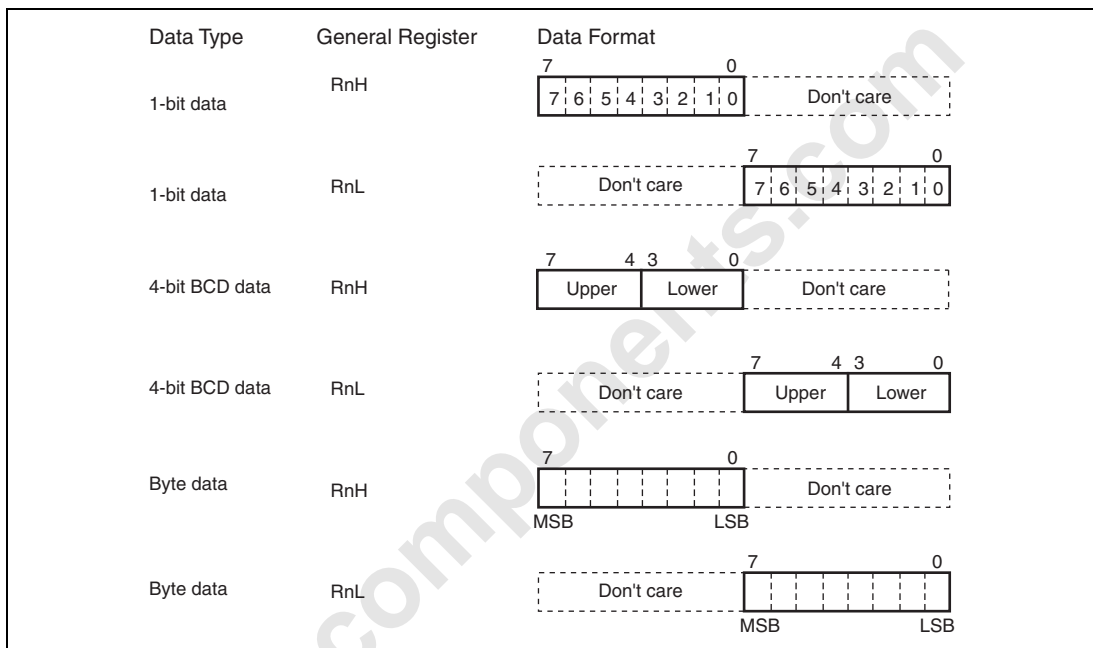 Data Type General Register Data Format
7 0
1-bit data RnH 7 6 5 4 3 2 1 0 Don't care
7 0
1-bit data RnL Don't care 7 6 5 4 3 2 1 0
7 4 3 0
4-bit BCD data RnH Upper Lower Don't care
7 4 3 0
4-bit BCD data RnL Don't care Upper Lower
7 0
Byte data RnH Don't care
MSB LSB
7 0
Byte data RnL Don't care
MSB LSB
components.com